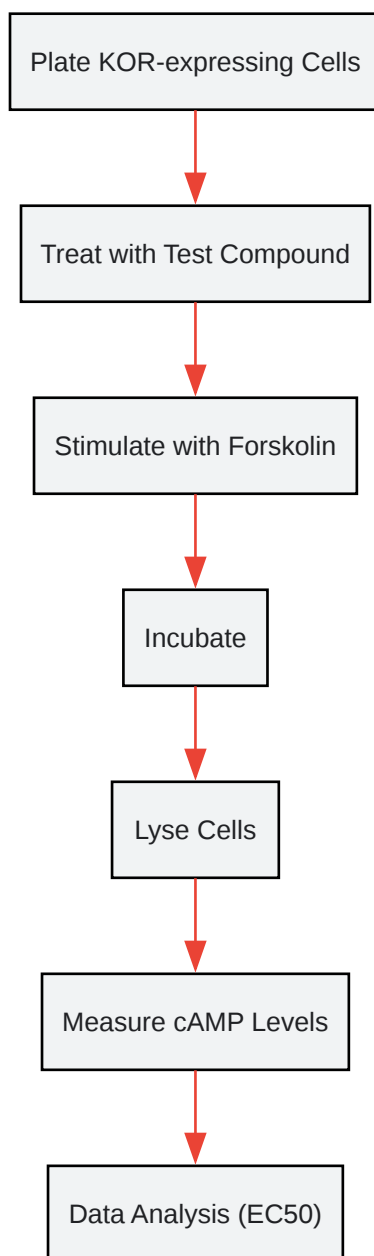 Plate KOR-expressing Cells
Treat with Test Compound
Stimulate with Forskolin
Incubate
Lyse Cells
Measure cAMP Levels
Data Analysis (EC50)